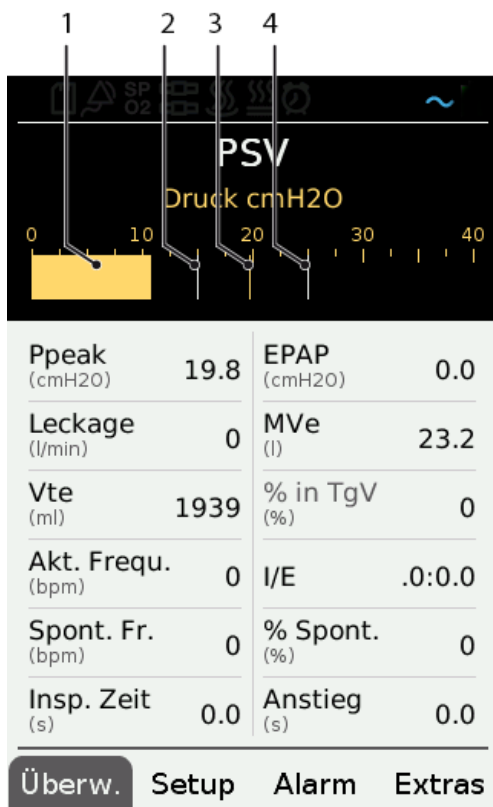 1 2 3 4
SP
O2
PSV
Druck cmH2O
0 10 20 30 40
Ppeak 19.8 EPAP 0.0
(cmH2O) (cmH2O)
Leckage 0 MVe 23.2
(l/min) (l)
Vte 1939 % in TgV 0
(ml) (%)
Akt. Frequ. 0 I/E .0:0.0
(bpm)
Spont. Fr. 0 % Spont. 0
(bpm) (%)
Insp. Zeit 0.0 Anstieg 0.0
(s) (s)
Überw. Setup Alarm Extras